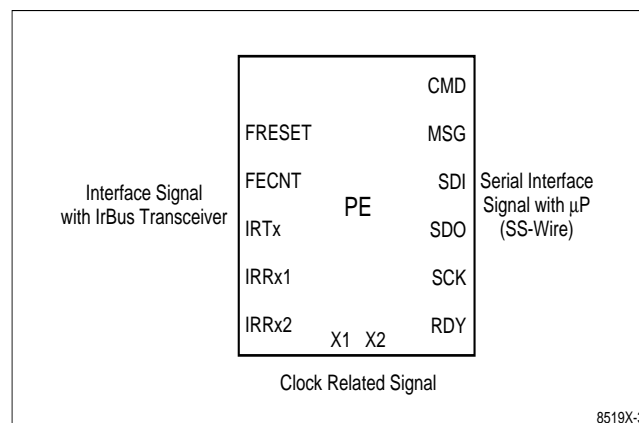 CMD
FRESET
MSG
FECNT
SDI
Interface Signal
with IrBus Transceiver
PE
Serial Interface
Signal with μP
(SS-Wire)
IRTx
SDO
IRRx1
SCK
IRRx2
RDY
X1 X2
Clock Related Signal